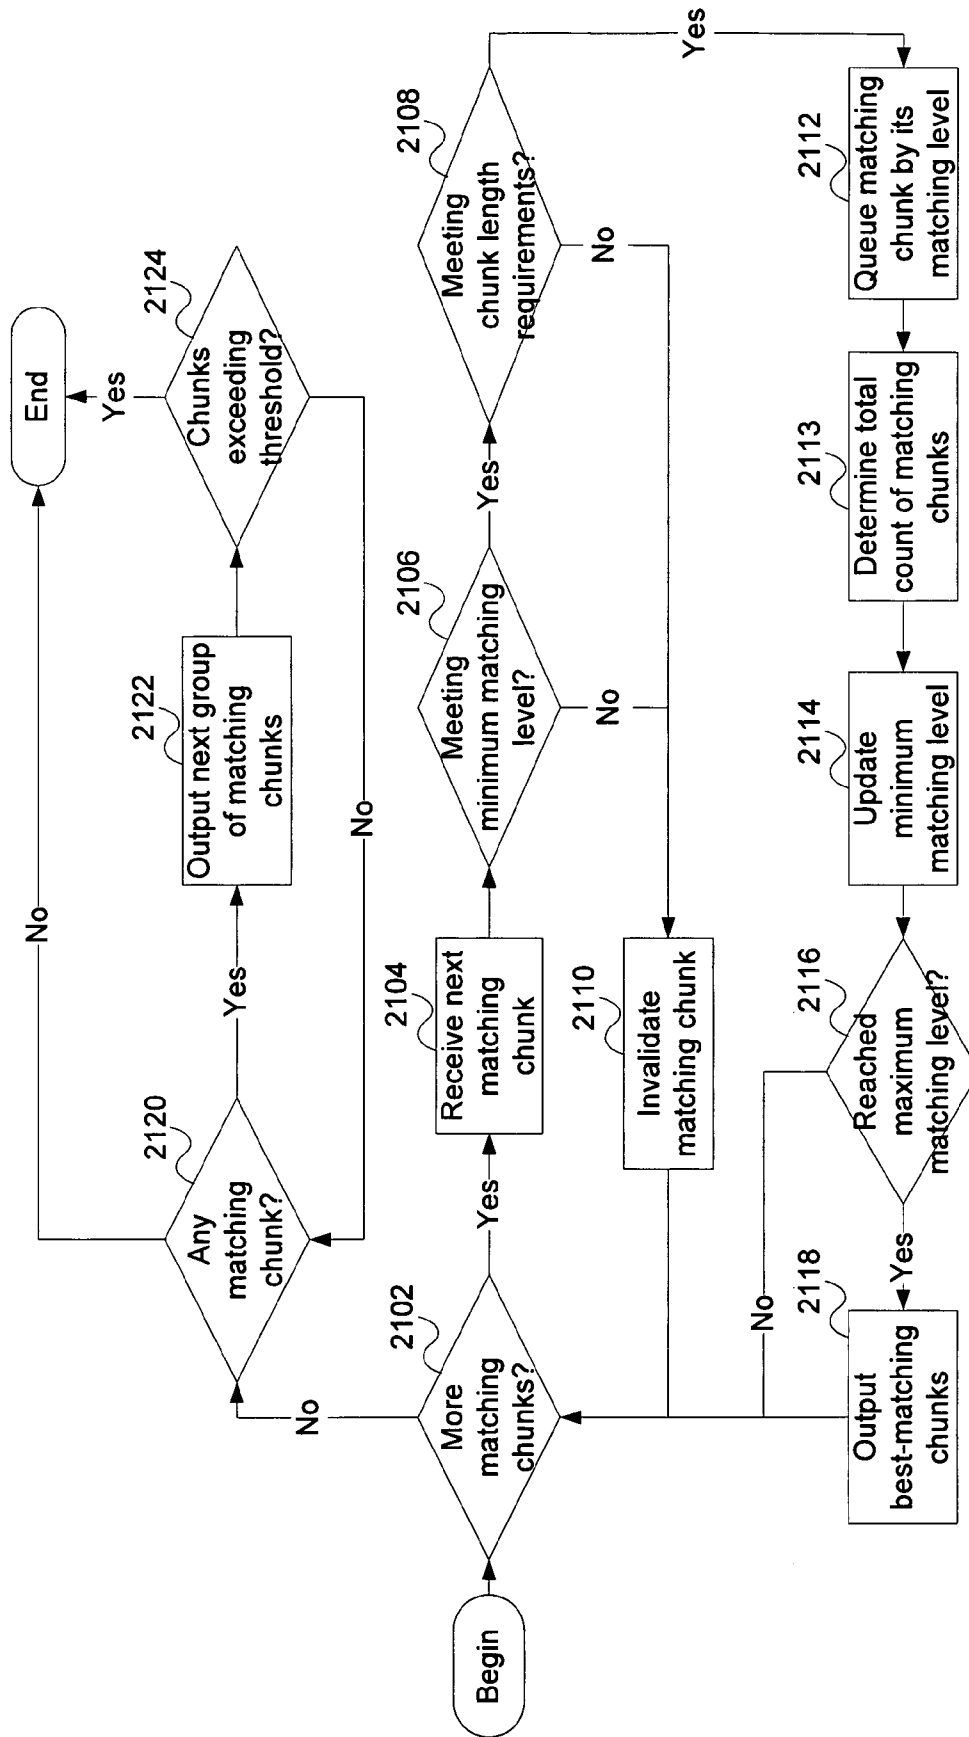 Begin
2102
More
matching
chunks?
Yes
2104
Receive next
matching
chunk
2106
Meeting
minimum matching
level?
Yes
2108
Meeting
chunk length
requirements?
Yes
No
No
2110
Invalidate
matching chunk
2112
Queue matching
chunk by its
matching level
2113
Determine total
count of matching
chunks
2114
Update
minimum
matching level
2116
Reached
maximum
matching level?
No
Yes
2118
Output
best-matching
chunks
No
2120
Any
matching
chunk?
No
Yes
2122
Output next group
of matching
chunks
2124
Chunks
exceeding
threshold?
No
Yes
End